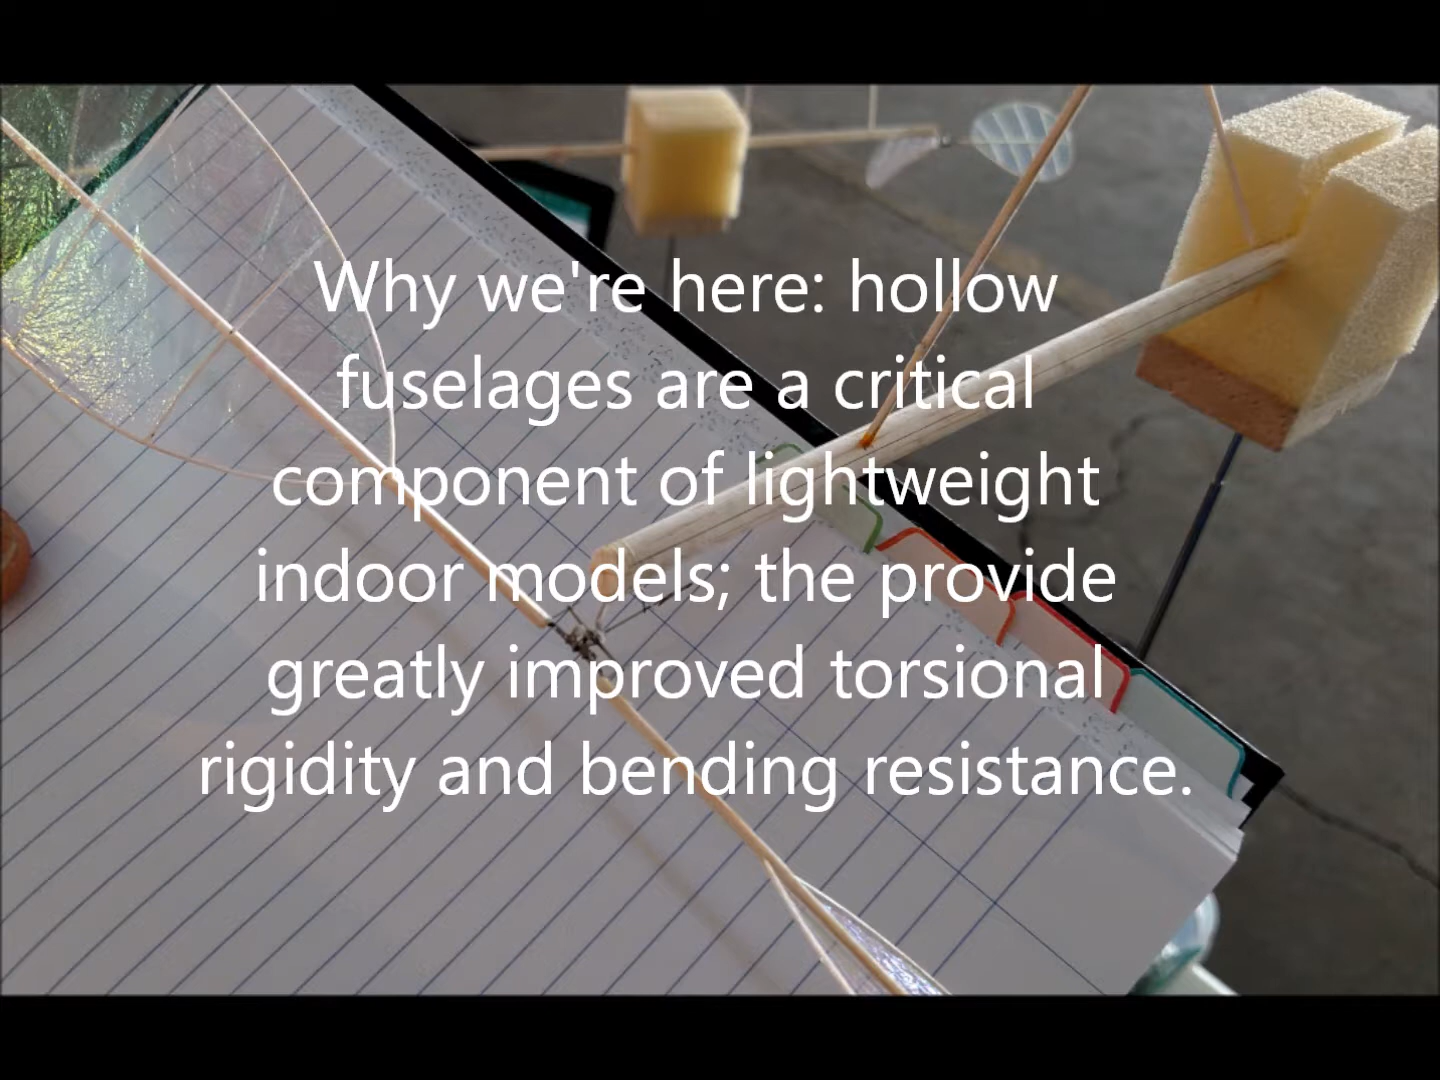 Why we're here: hollow
fuselages are a critical
component of lightweight
indoor models; the provide
greatly improved torsional
rigidity and bending resistance.